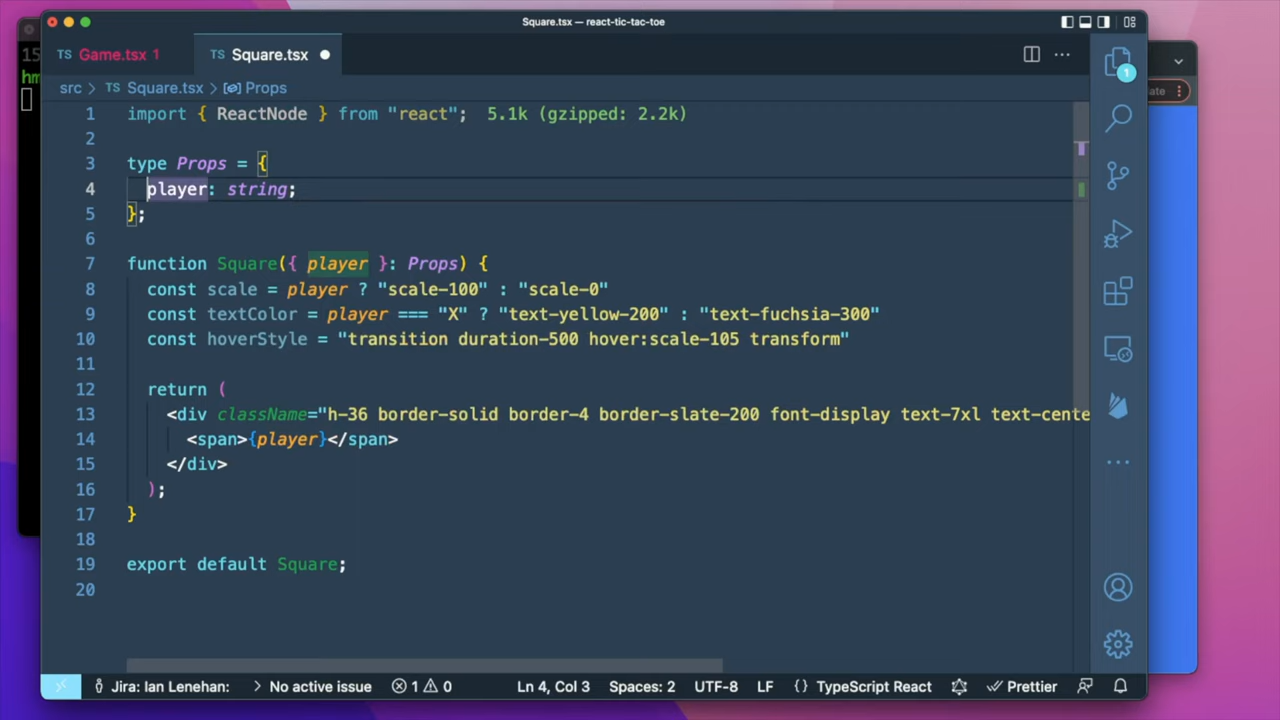 Square.tsx — react-tic-tac-toe
15
TS Game.tsx 1
TS Square.tsx
src > TS Square.tsx > Props
hm
1
ate
1 import { ReactNode } from "react"; 5.1k (gzipped: 2.2k)
2
3 type Props = {
4 player: string;
5 };
6
7 function Square({ player }: Props) {
8 const scale = player ? "scale-100" : "scale-0"
9 const textColor = player === "X" ? "text-yellow-200" : "text-fuchsia-300"
10 const hoverStyle = "transition duration-500 hover:scale-105 transform"
11
12 return (
13 <div className="h-36 border-solid border-4 border-slate-200 font-display text-7xl text-cente
14 <span>{player}</span>
15 </div>
16 );
17 }
18
19 export default Square;
20
Jira: Ian Lenehan: > No active issue 1 0 Ln 4, Col 3 Spaces: 2 UTF-8 LF {} TypeScript React Prettier